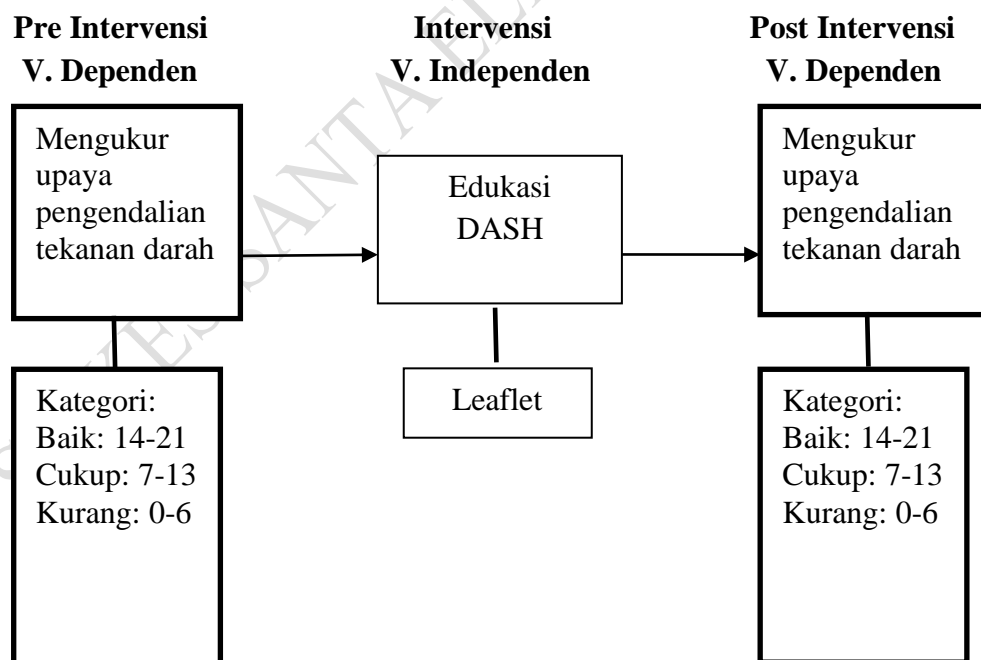 Pre Intervensi
V. Dependen
Intervensi
V. Independen
Post Intervensi
V. Dependen
Mengukur
upaya
pengendalian
tekanan darah
Edukasi
DASH
Mengukur
upaya
pengendalian
tekanan darah
Kategori:
Baik: 14-21
Cukup: 7-13
Kurang: 0-6
Leaflet
Kategori:
Baik: 14-21
Cukup: 7-13
Kurang: 0-6
SANTA